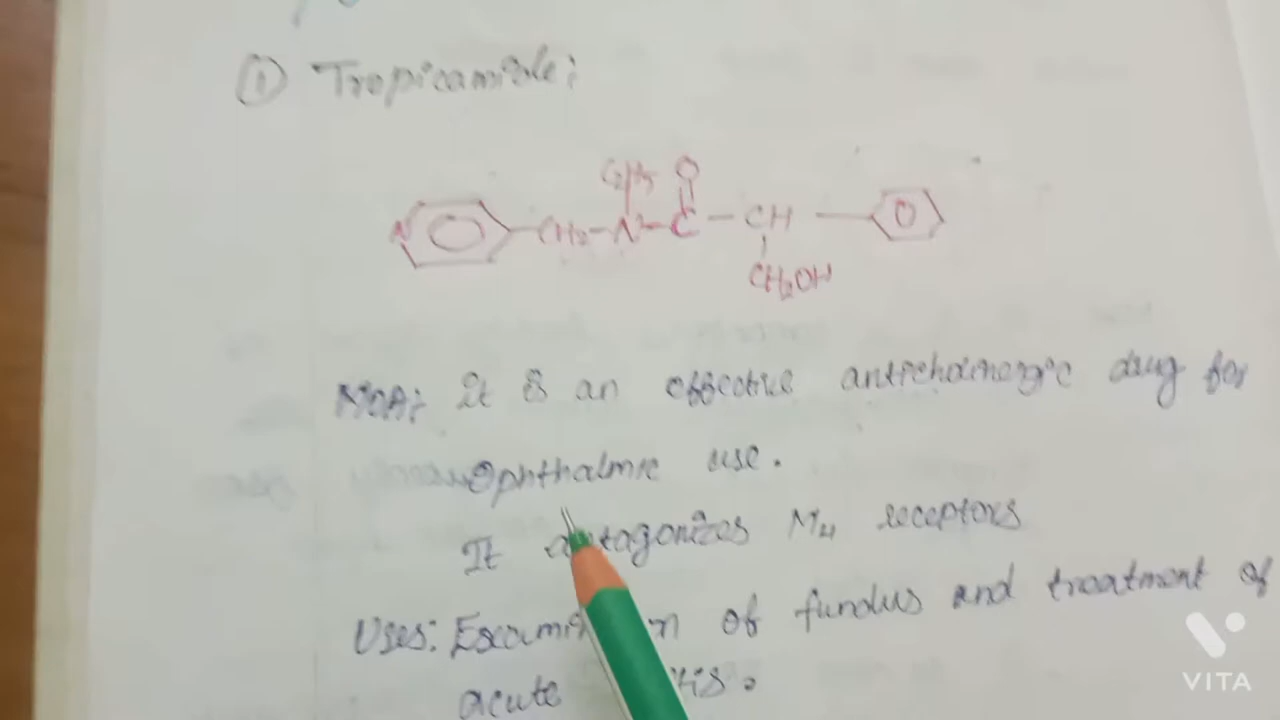 ① Tropicamide:
C2H5 O
N CH2-N-C-CH
CH2OH
MOA: It is an effective anticholinergic drug for
Ophthalmic use.
It antagonizes M4 receptors
Uses: of fundus and treatment of
acute
VITA